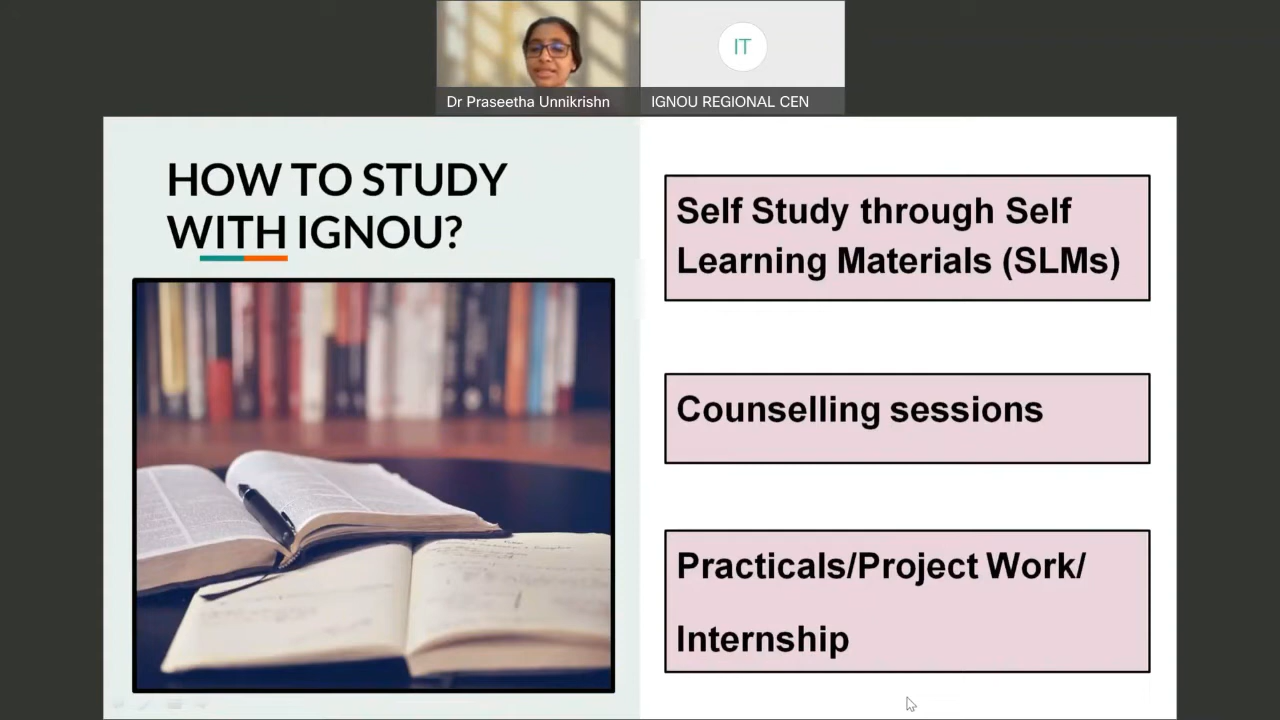 IT
Dr Praseetha Unnikrishn
IGNOU REGIONAL CEN
HOW TO STUDY
WITH IGNOU?
Self Study through Self
Learning Materials (SLMs)
Counselling sessions
Practicals/Project Work/
Internship